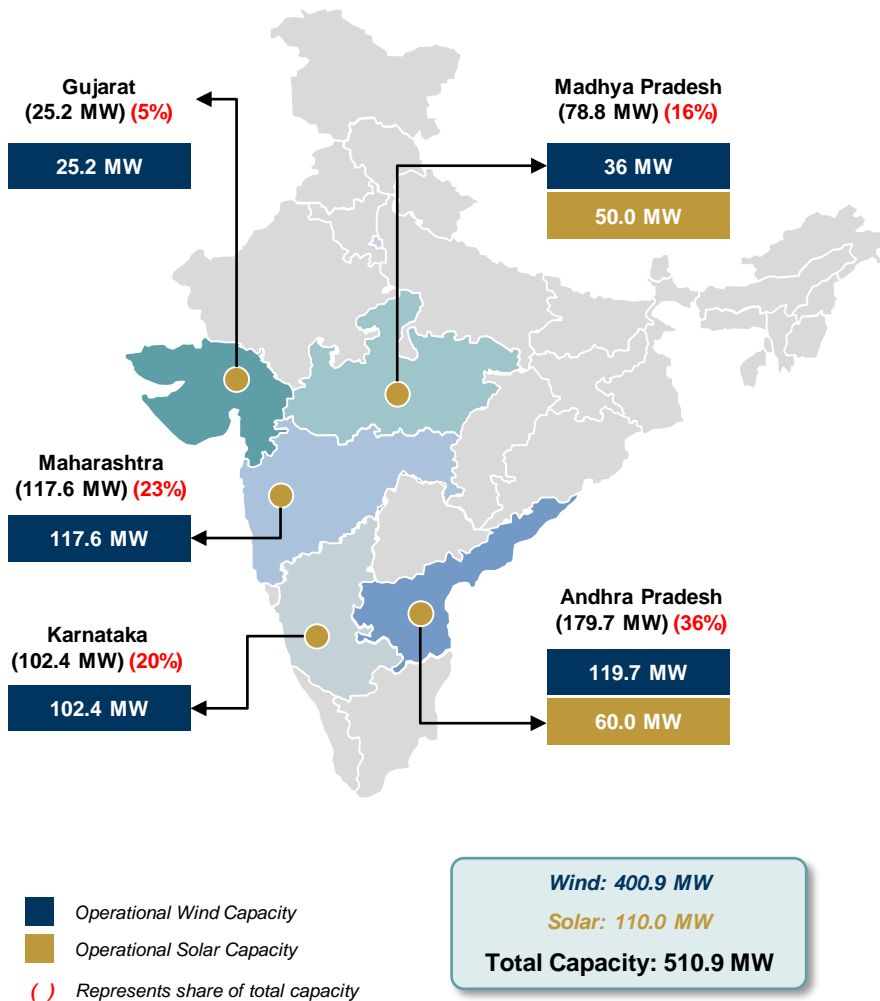 Gujarat
(25.2 MW) (5%)
25.2 MW
Madhya Pradesh
(78.8 MW) (16%)
36 MW
50.0 MW
Maharashtra
(117.6 MW) (23%)
117.6 MW
Karnataka
(102.4 MW) (20%)
102.4 MW
Andhra Pradesh
(179.7 MW) (36%)
119.7 MW
60.0 MW
Operational Wind Capacity
Operational Solar Capacity
( ) Represents share of total capacity
Wind: 400.9 MW
Solar: 110.0 MW
Total Capacity: 510.9 MW